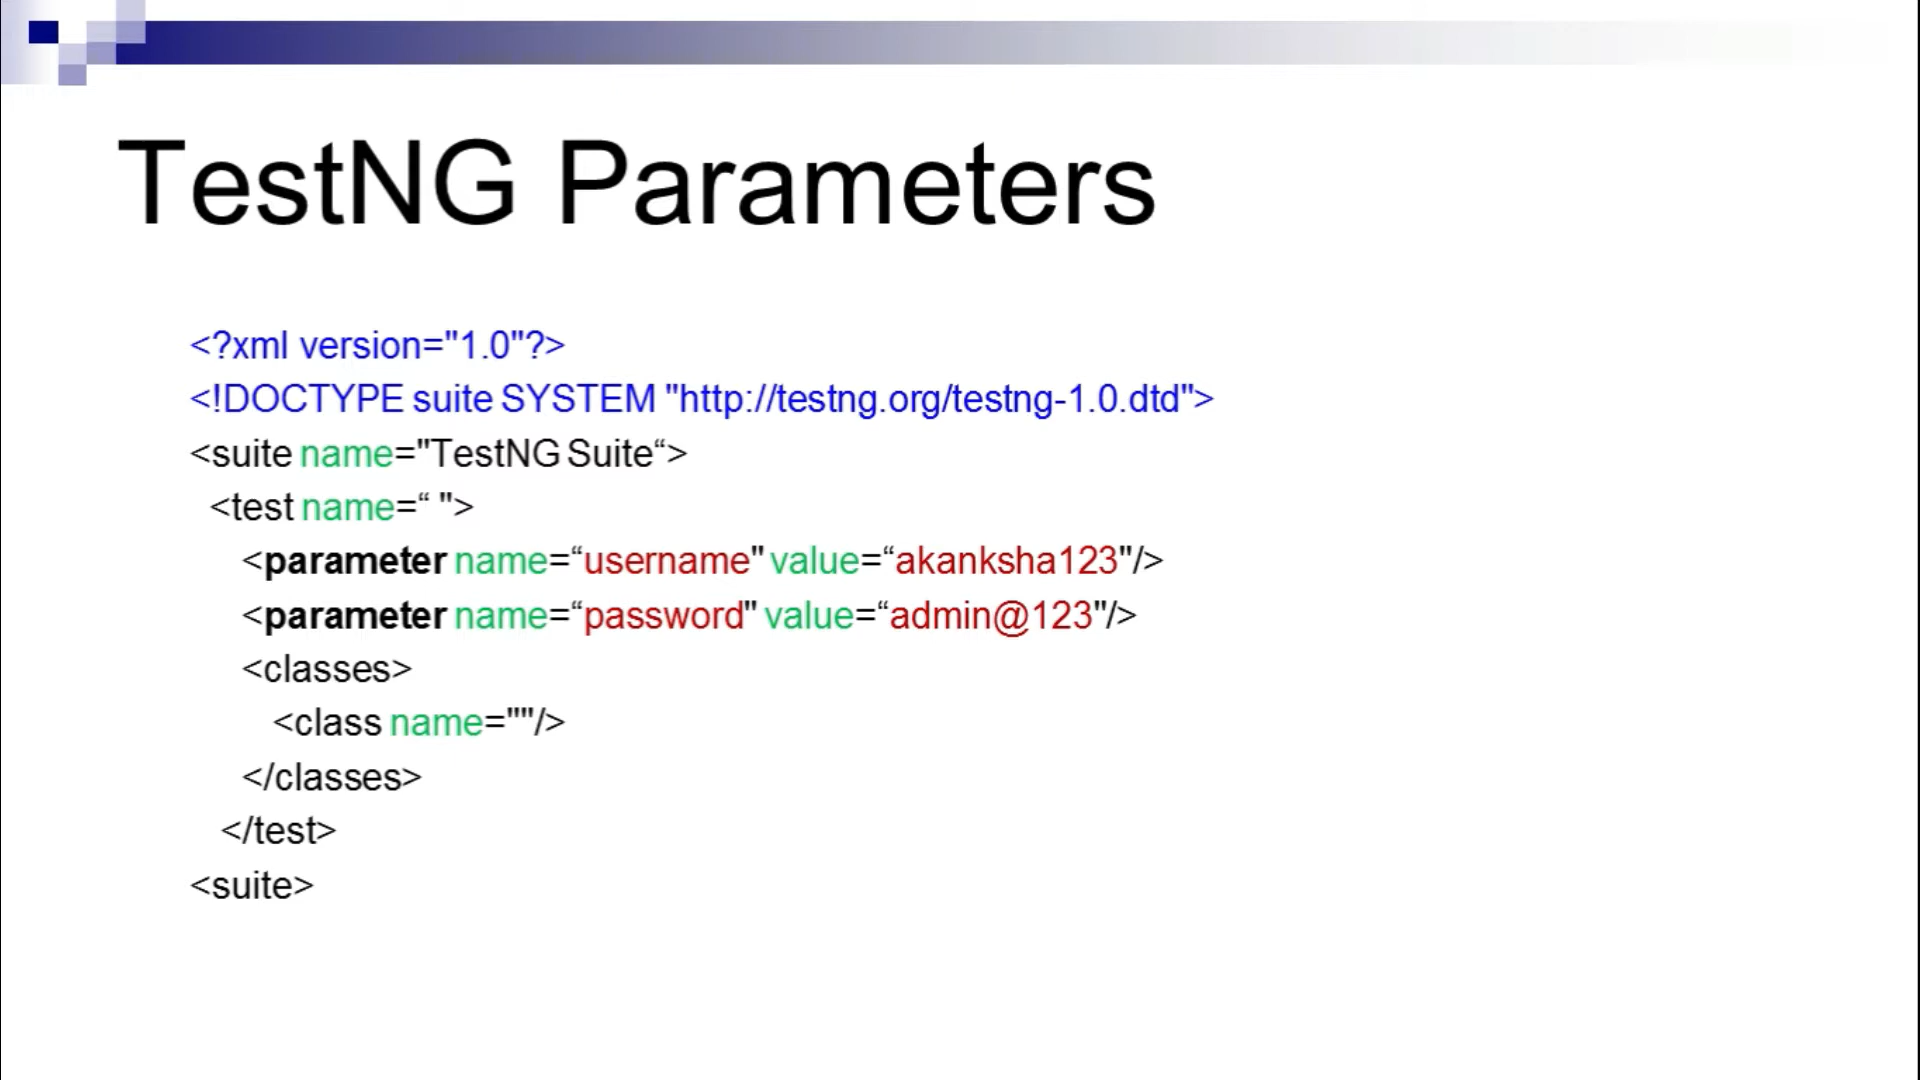 TestNG Parameters
<?xml version="1.0"?>
<!DOCTYPE suite SYSTEM "http://testng.org/testng-1.0.dtd">
<suite name="TestNG Suite“>
<test name=“ ">
<parameter name=“username" value=“akanksha123"/>
<parameter name=“password" value=“admin@123"/>
<classes>
<class name=""/>
</classes>
</test>
<suite>